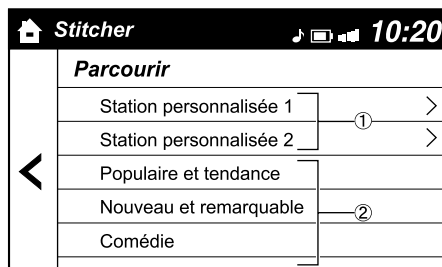 Stitcher 10:20
Parcourir
Station personnalisée 1
①
Station personnalisée 2
Populaire et tendance
Nouveau et remarquable
②
Comédie